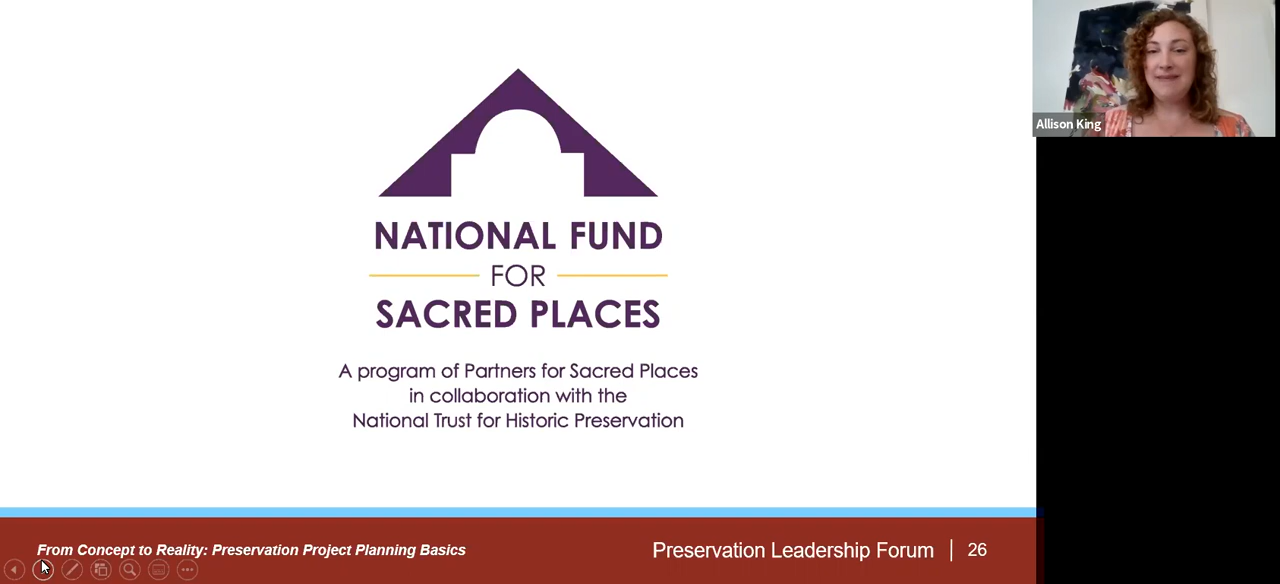 NATIONAL FUND
FOR
SACRED PLACES
A program of Partners for Sacred Places
in collaboration with the
National Trust for Historic Preservation
Allison King
From Concept to Reality: Preservation Project Planning Basics
Preservation Leadership Forum | 26